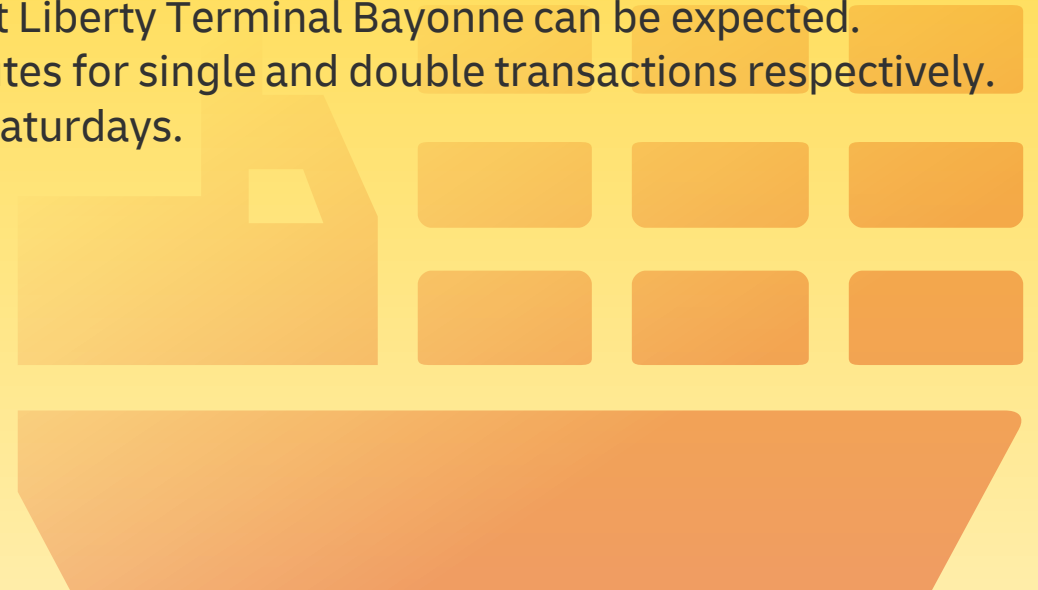 t Liberty Terminal Bayonne can be expected.
tes for single and double transactions respectively.
aturdays.